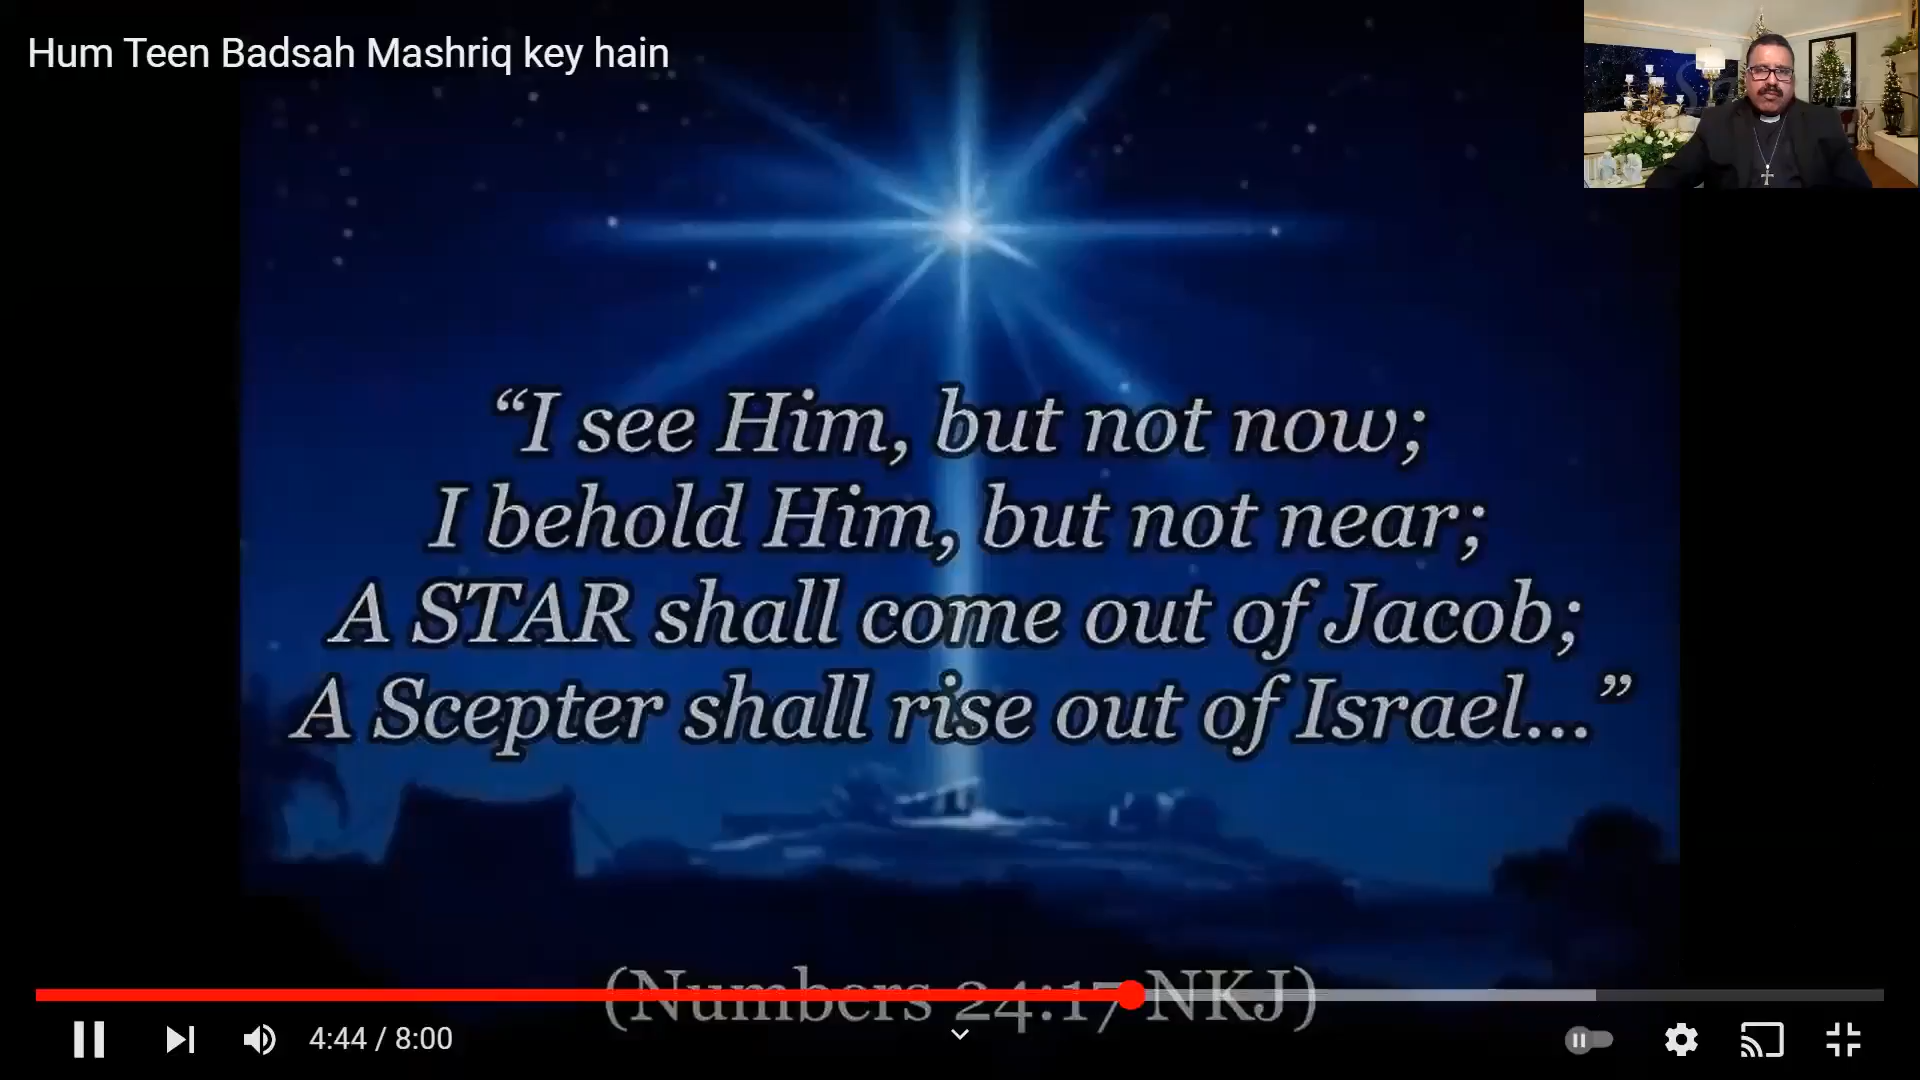 Hum Teen Badsah Mashriq key hain
“I see Him, but not now;
I behold Him, but not near;
A STAR shall come out of Jacob;
A Scepter shall rise out of Israel...”
(Numbers 24:17 NKJ)
4:44 / 8:00